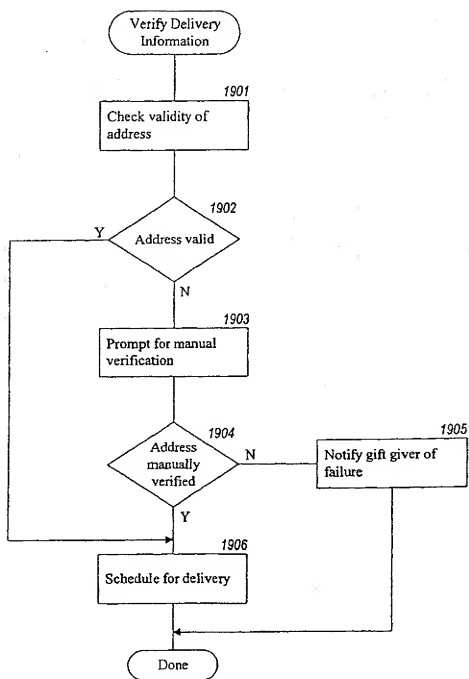 Verify Delivery
Information
1901
Check validity of
address
1902
Y
Address valid
N
1903
Prompt for manual
verification
1904
Address
manually
verified
N
1905
Notify gift giver of
failure
Y
1906
Schedule for delivery
Done